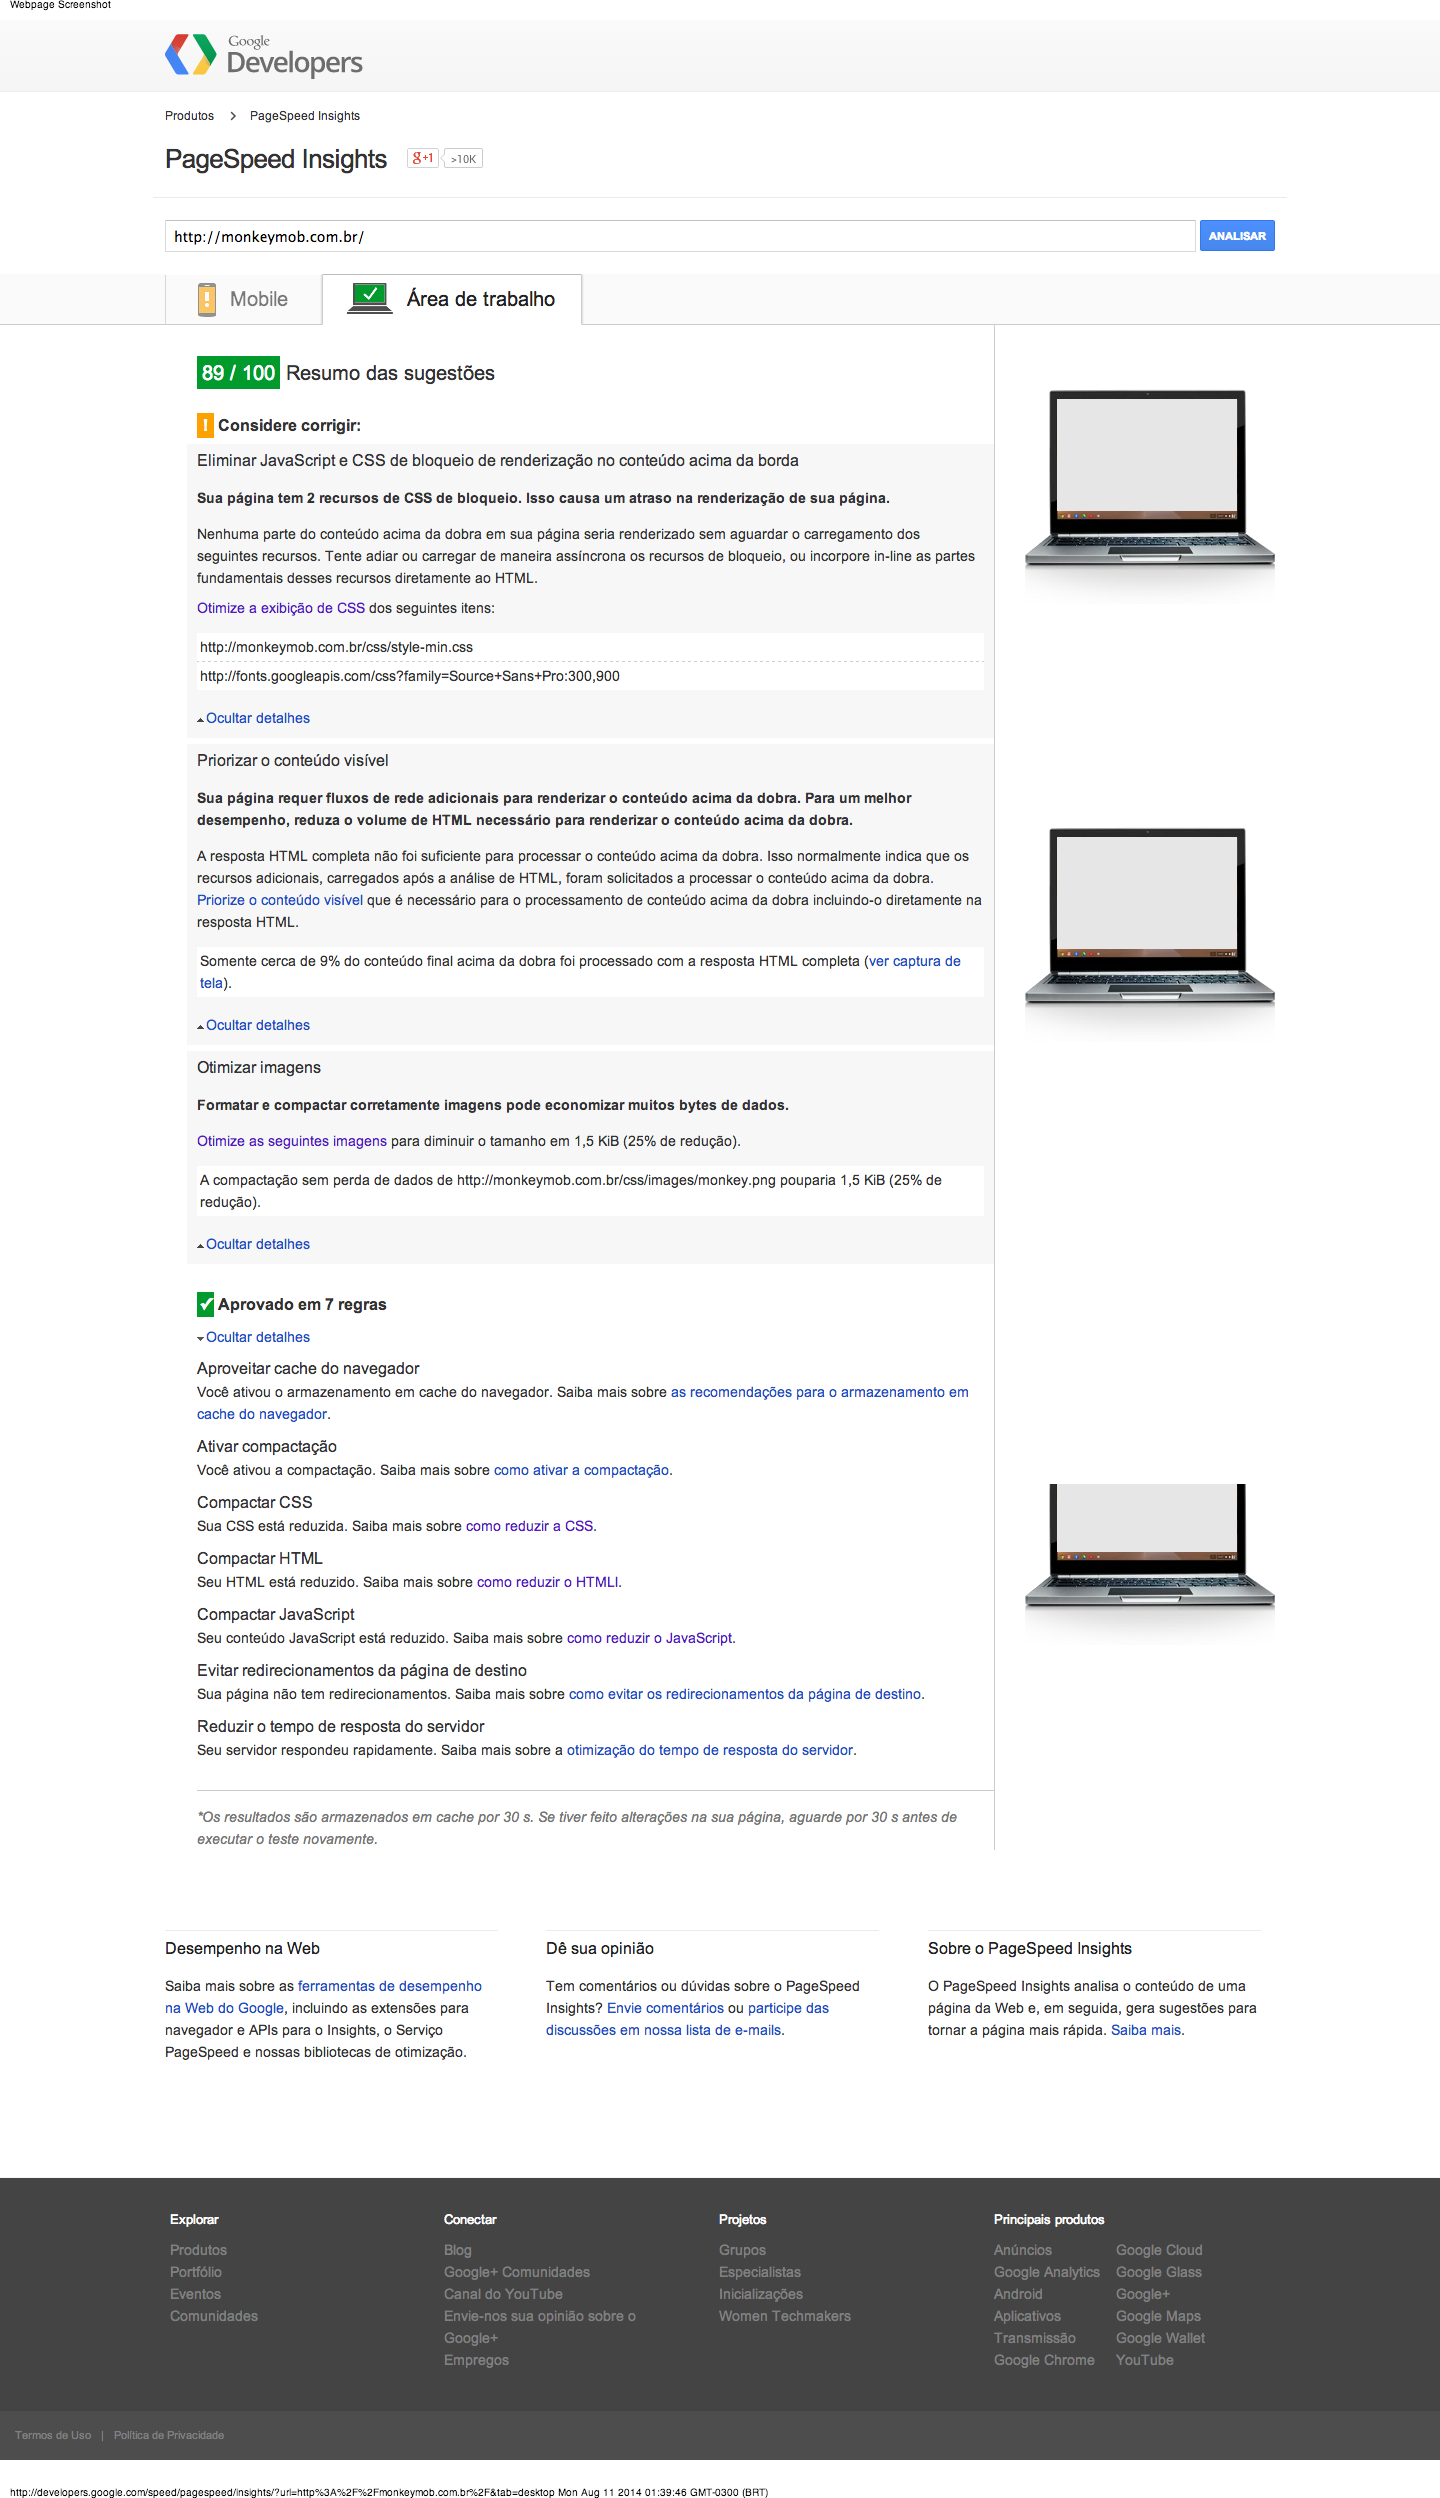 Webpage Screenshot
Google
Developers
Produtos > PageSpeed Insights
PageSpeed Insights g+1 >10K
http://monkeymob.com.br/ ANALISAR
Mobile Área de trabalho
89 / 100 Resumo das sugestões
! Considere corrigir:
Eliminar JavaScript e CSS de bloqueio de renderização no conteúdo acima da borda
Sua página tem 2 recursos de CSS de bloqueio. Isso causa um atraso na renderização de sua página.
Nenhuma parte do conteúdo acima da dobra em sua página seria renderizado sem aguardar o carregamento dos
seguintes recursos. Tente adiar ou carregar de maneira assíncrona os recursos de bloqueio, ou incorpore in-line as partes
fundamentais desses recursos diretamente ao HTML.
Otimize a exibição de CSS dos seguintes itens:
http://monkeymob.com.br/css/style-min.css
http://fonts.googleapis.com/css?family=Source+Sans+Pro:300,900
Ocultar detalhes
Priorizar o conteúdo visível
Sua página requer fluxos de rede adicionais para renderizar o conteúdo acima da dobra. Para um melhor
desempenho, reduza o volume de HTML necessário para renderizar o conteúdo acima da dobra.
A resposta HTML completa não foi suficiente para processar o conteúdo acima da dobra. Isso normalmente indica que os
recursos adicionais, carregados após a análise de HTML, foram solicitados a processar o conteúdo acima da dobra.
Priorize o conteúdo visível que é necessário para o processamento de conteúdo acima da dobra incluindo-o diretamente na
resposta HTML.
Somente cerca de 9% do conteúdo final acima da dobra foi processado com a resposta HTML completa (ver captura de
tela).
Ocultar detalhes
Otimizar imagens
Formatar e compactar corretamente imagens pode economizar muitos bytes de dados.
Otimize as seguintes imagens para diminuir o tamanho em 1,5 KiB (25% de redução).
A compactação sem perda de dados de http://monkeymob.com.br/css/images/monkey.png pouparia 1,5 KiB (25% de
redução).
Ocultar detalhes
Aprovado em 7 regras
Ocultar detalhes
Aproveitar cache do navegador
Você ativou o armazenamento em cache do navegador. Saiba mais sobre as recomendações para o armazenamento em
cache do navegador.
Ativar compactação
Você ativou a compactação. Saiba mais sobre como ativar a compactação.
Compactar CSS
Sua CSS está reduzida. Saiba mais sobre como reduzir a CSS.
Compactar HTML
Seu HTML está reduzido. Saiba mais sobre como reduzir o HTMLl.
Compactar JavaScript
Seu conteúdo JavaScript está reduzido. Saiba mais sobre como reduzir o JavaScript.
Evitar redirecionamentos da página de destino
Sua página não tem redirecionamentos. Saiba mais sobre como evitar os redirecionamentos da página de destino.
Reduzir o tempo de resposta do servidor
Seu servidor respondeu rapidamente. Saiba mais sobre a otimização do tempo de resposta do servidor.
*Os resultados são armazenados em cache por 30 s. Se tiver feito alterações na sua página, aguarde por 30 s antes de
executar o teste novamente.
Desempenho na Web
Saiba mais sobre as ferramentas de desempenho
na Web do Google, incluindo as extensões para
navegador e APIs para o Insights, o Serviço
PageSpeed e nossas bibliotecas de otimização.
Dê sua opinião
Tem comentários ou dúvidas sobre o PageSpeed
Insights? Envie comentários ou participe das
discussões em nossa lista de e-mails.
Sobre o PageSpeed Insights
O PageSpeed Insights analisa o conteúdo de uma
página da Web e, em seguida, gera sugestões para
tornar a página mais rápida. Saiba mais.
Explorar
Produtos
Portfólio
Eventos
Comunidades
Conectar
Blog
Google+ Comunidades
Canal do YouTube
Envie-nos sua opinião sobre o
Google+
Empregos
Projetos
Grupos
Especialistas
Inicializações
Women Techmakers
Principais produtos
Anúncios
Google Analytics
Android
Aplicativos
Transmissão
Google Chrome
Google Cloud
Google Glass
Google+
Google Maps
Google Wallet
YouTube
Termos de Uso | Política de Privacidade
http://developers.google.com/speed/pagespeed/insights/?url=http%3A%2F%2Fmonkeymob.com.br%2F&tab=desktop Mon Aug 11 2014 01:39:46 GMT-0300 (BRT)